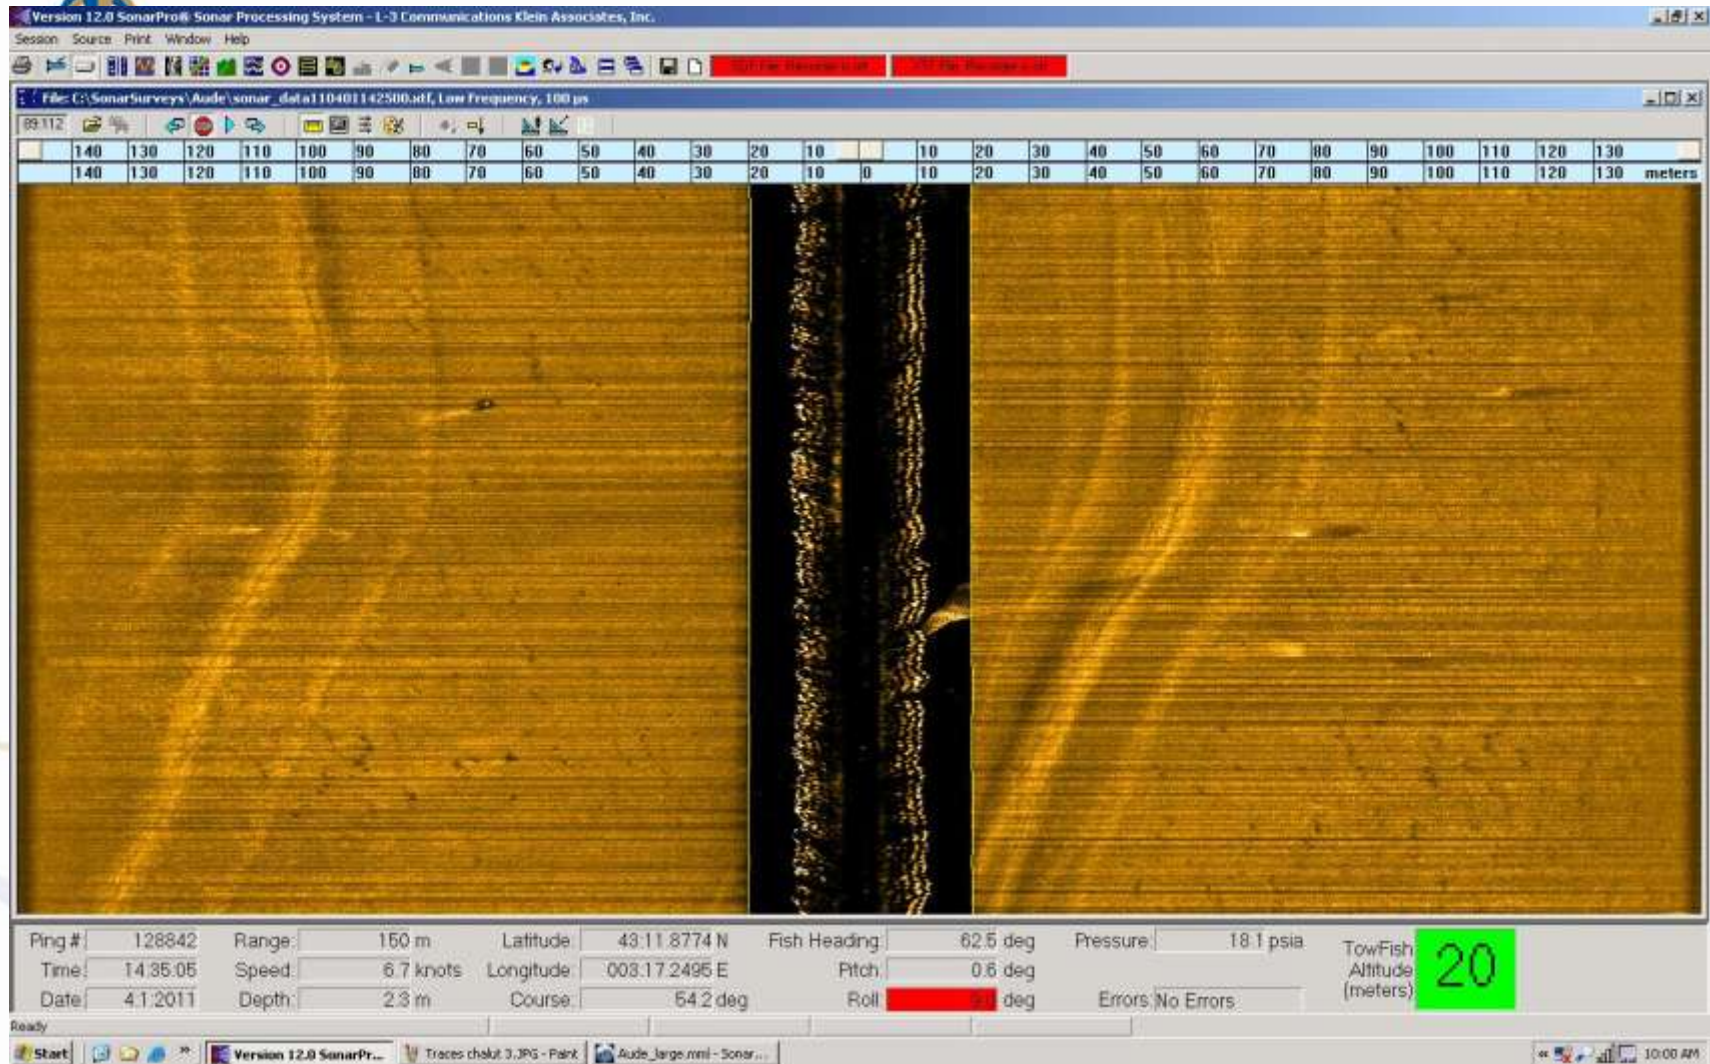 Version 12.0 SonarPro® Sonar Processing System - L-3 Communications Klein Associates, Inc.
Session Source Print Window Help
File: C:\SonarSurveys\Aude\sonar_data110401142500.xtf, Low Frequency, 100 µs
89.112
140 130 120 110 100 90 80 70 60 50 40 30 20 10 10 20 30 40 50 60 70 80 90 100 110 120 130
140 130 120 110 100 90 80 70 60 50 40 30 20 10 0 10 20 30 40 50 60 70 80 90 100 110 120 130 meters
Ping #: 128842 Range: 150 m Latitude: 43:11.8774 N Fish Heading: 62.5 deg Pressure: 18.1 psia TowFish Altitude (meters) 20
Time: 14:35:05 Speed: 6.7 knots Longitude: 003:17.2495 E Pitch: 0.6 deg
Date: 4:1:2011 Depth: 2.3 m Course: 54.2 deg Roll: deg Errors: No Errors
Ready
Start Version 12.0 SonarPr... Traces chalut 3.JPG - Paint Aude_large.mml - Sonar... 10:00 AM